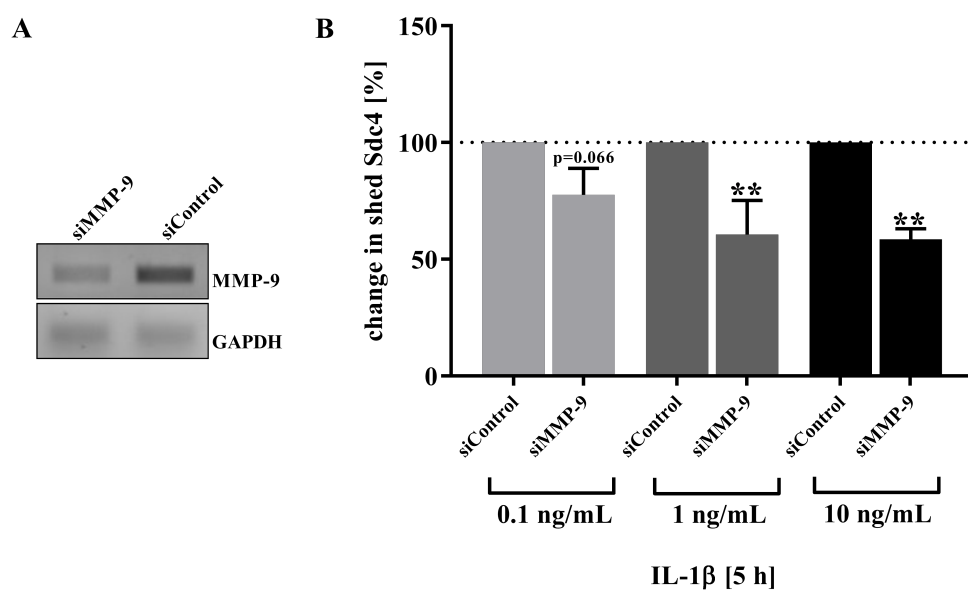 A
siMMP-9
siControl
MMP-9
GAPDH
B
change in shed Sdc4 [%]
150
100
50
0
p=0.066
**
**
siControl
siMMP-9
siControl
siMMP-9
siControl
siMMP-9
0.1 ng/mL
1 ng/mL
10 ng/mL
IL-1β [5 h]